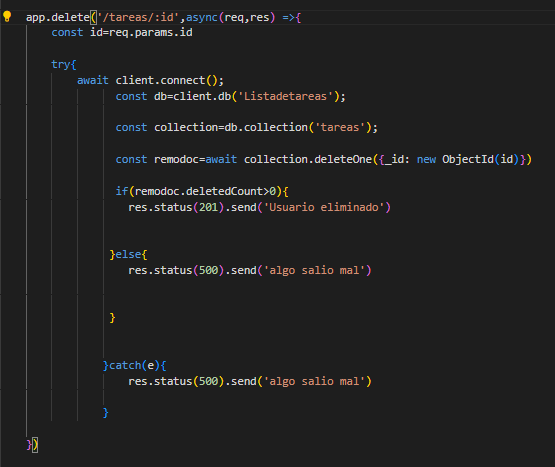 app.delete('/tareas/:id',async(req,res) =>{
const id=req.params.id
try{
await client.connect();
const db=client.db('Listadetareas');
const collection=db.collection('tareas');
const remodoc=await collection.deleteOne({_id: new ObjectId(id)})
if(remodoc.deletedCount>0){
res.status(201).send('Usuario eliminado')
}else{
res.status(500).send('algo salio mal')
}
}catch(e){
res.status(500).send('algo salio mal')
}
})